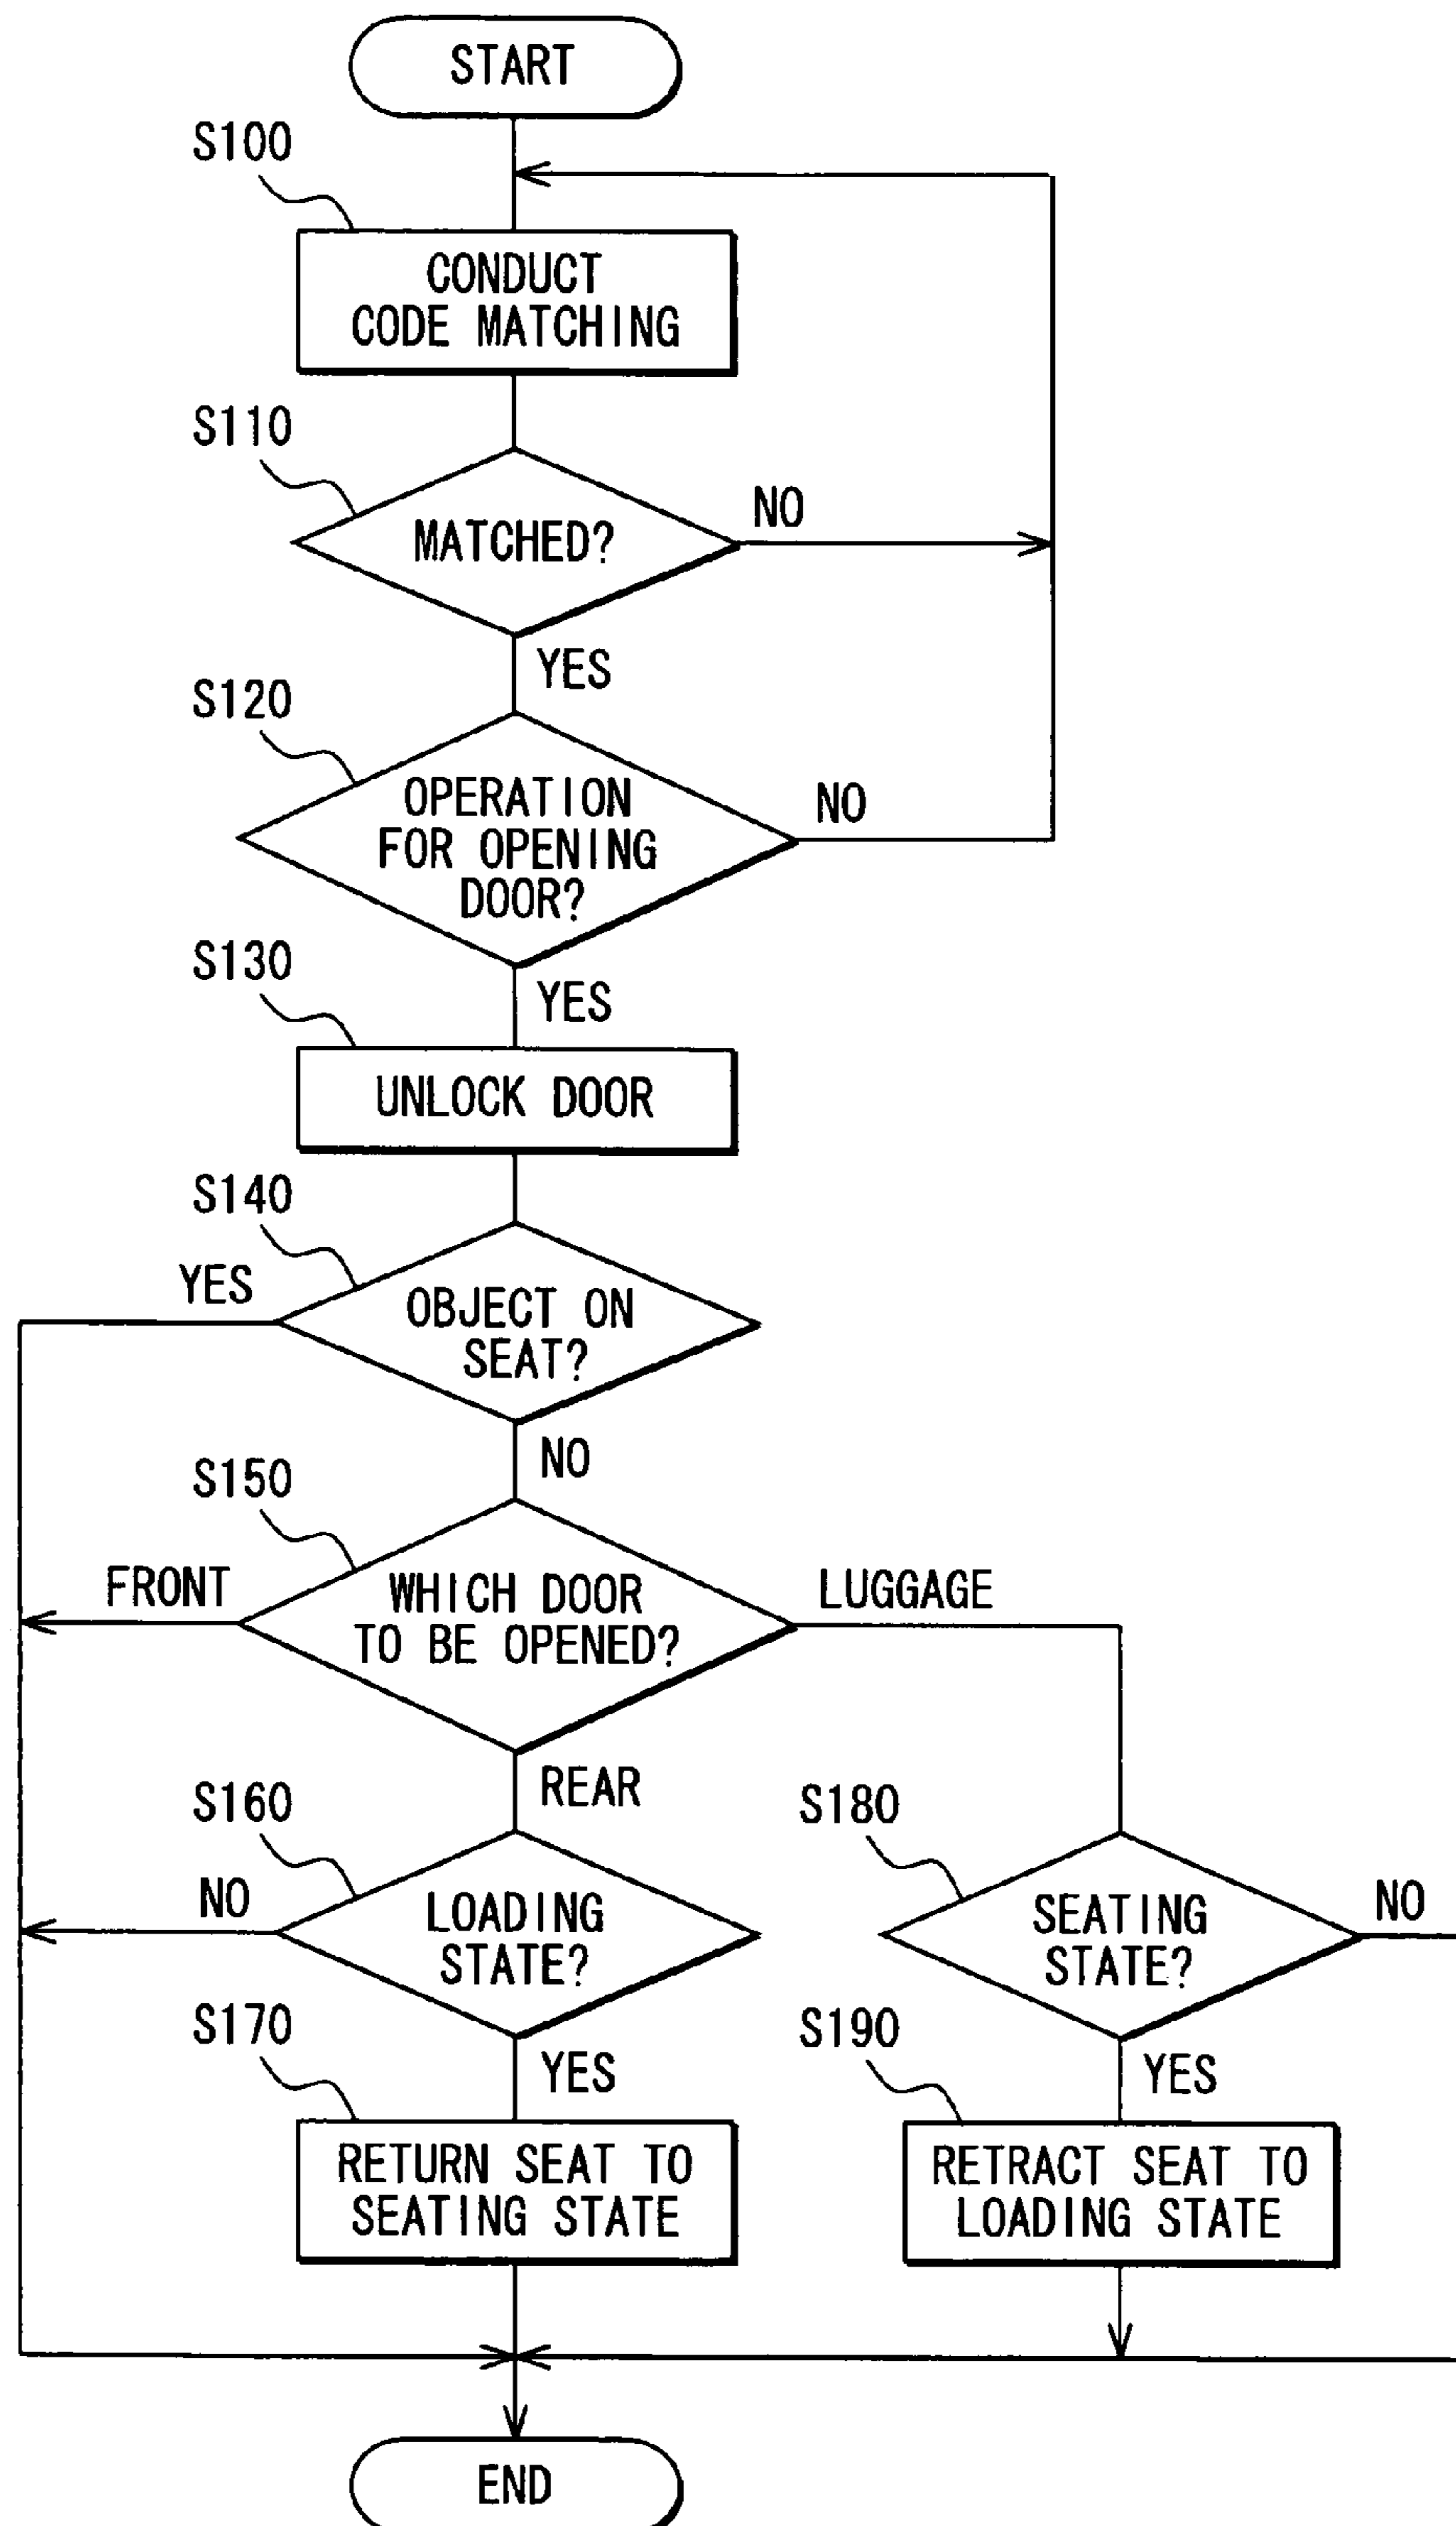 START
S100
CONDUCT
CODE MATCHING
S110
MATCHED?
NO
YES
S120
OPERATION
FOR OPENING
DOOR?
NO
YES
S130
UNLOCK DOOR
S140
YES
OBJECT ON
SEAT?
NO
S150
FRONT
WHICH DOOR
TO BE OPENED?
LUGGAGE
REAR
S160
NO
LOADING
STATE?
YES
S180
SEATING
STATE?
NO
YES
S170
RETURN SEAT TO
SEATING STATE
S190
RETRACT SEAT TO
LOADING STATE
END